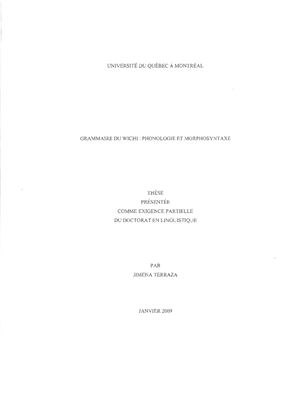 UNIVERSITÉ DU QUÉBEC À MONTRÉAL
GRAMMAIRE DU WICHI : PHONOLOGIE ET MORPHOSYNTAXE
THÈSE
PRÉSENTÉE
COMME EXIGENCE PARTIELLE
DU DOCTORAT EN LINGUISTIQUE
PAR
JIMENA TERRAZA
JANVIER 2009